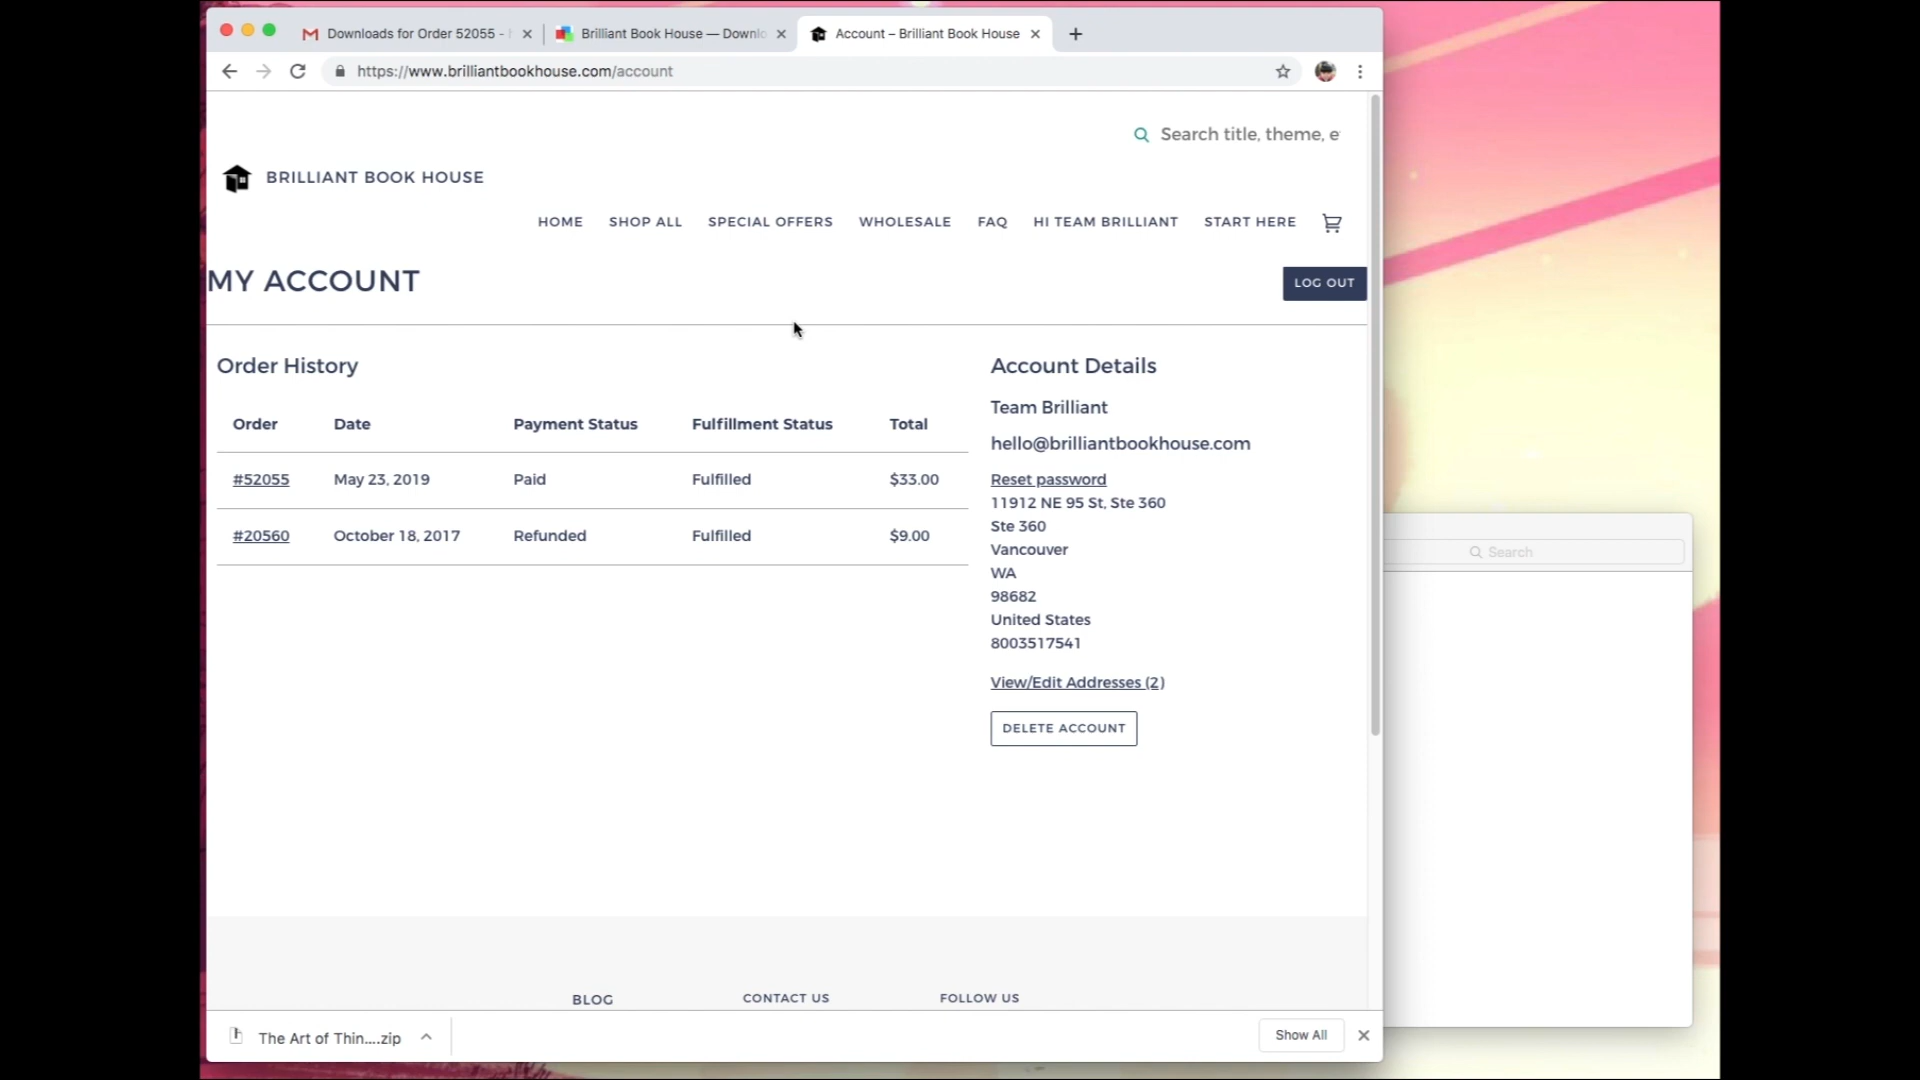 Downloads for Order 52055 -
Brilliant Book House — Downlo
Account – Brilliant Book House
https://www.brilliantbookhouse.com/account
Search title, theme, e
BRILLIANT BOOK HOUSE
HOME SHOP ALL SPECIAL OFFERS WHOLESALE FAQ HI TEAM BRILLIANT START HERE
MY ACCOUNT
LOG OUT
Order History
Order Date Payment Status Fulfillment Status Total
#52055 May 23, 2019 Paid Fulfilled $33.00
#20560 October 18, 2017 Refunded Fulfilled $9.00
Account Details
Team Brilliant
hello@brilliantbookhouse.com
Reset password
11912 NE 95 St, Ste 360
Ste 360
Vancouver
WA
98682
United States
8003517541
View/Edit Addresses (2)
DELETE ACCOUNT
Search
BLOG CONTACT US FOLLOW US
The Art of Thin....zip
Show All